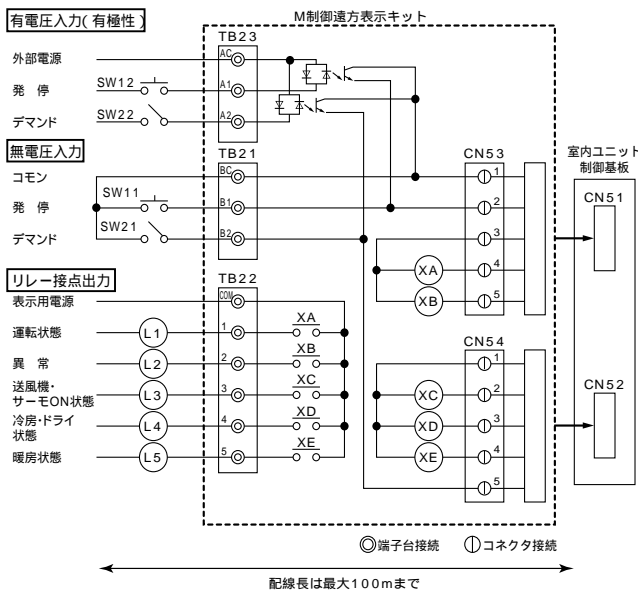 有電圧入力(有極性)
M制御遠方表示キット
TB23
外部電源
AC
発 停
SW12
A1
デマンド
SW22
A2
無電圧入力
TB21
CN53
室内ユニット
制御基板
コモン
BC
1
CN51
発 停
SW11
B1
2
デマンド
SW21
B2
3
XA
4
XB
5
リレー接点出力
TB22
表示用電源
COM
運転状態
L1
1
XA
CN54
異 常
L2
2
XB
1
送風機・
サーモON状態
L3
3
XC
XC
2
CN52
冷房・ドライ
状態
L4
4
XD
XD
3
暖房状態
L5
5
XE
XE
4
5
端子台接続
コネクタ接続
配線長は最大100mまで